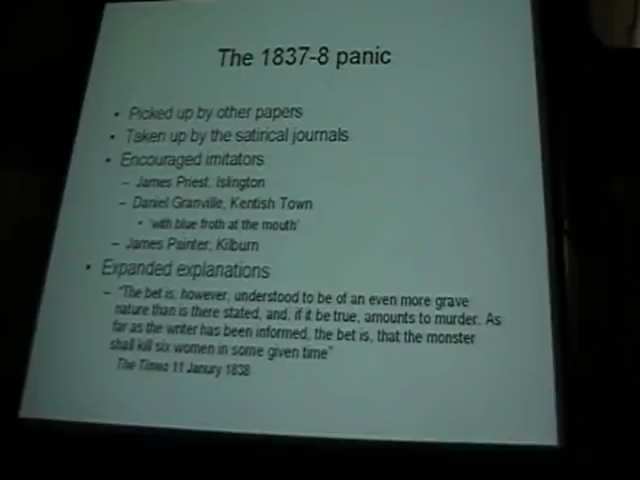 The 1837-8 panic
• Picked up by other papers
• Taken up by the satirical journals
• Encouraged imitators
– James Priest, Islington
– Daniel Granville, Kentish Town
• 'with blue froth at the mouth'
– James Painter, Kilburn
• Expanded explanations
– "The bet is, however, understood to be of an even more grave
nature than is there stated, and, if it be true, amounts to murder. As
far as the writer has been informed, the bet is, that the monster
shall kill six women in some given time"
The Times 11 Janury 1838